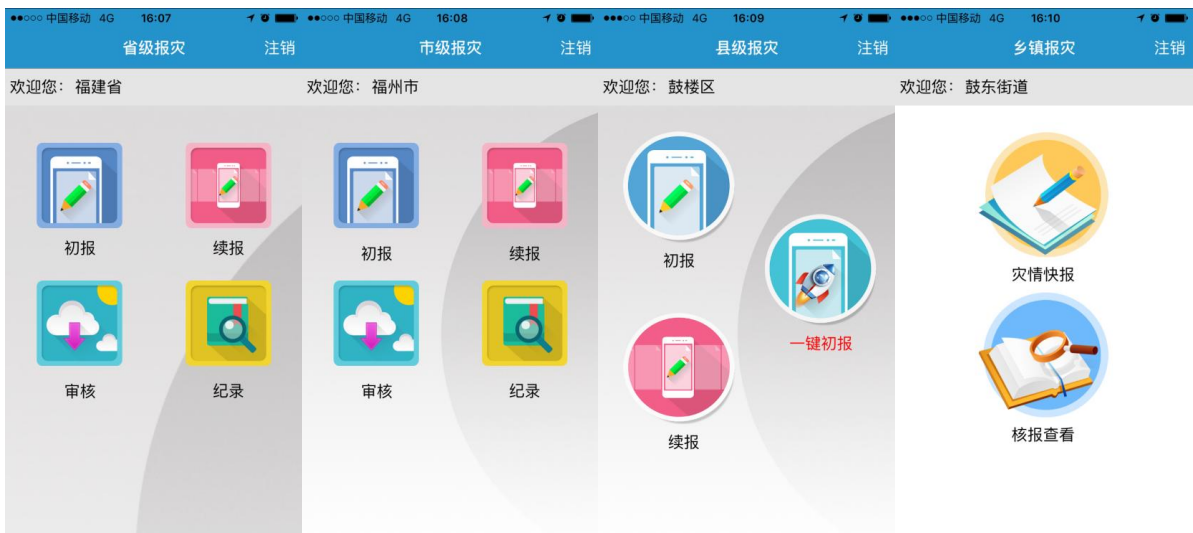 中国移动 4G 16:07
省级报灾 注销
欢迎您: 福建省
初报 续报
审核 纪录
中国移动 4G 16:08
市级报灾 注销
欢迎您: 福州市
初报 续报
审核 纪录
中国移动 4G 16:09
县级报灾 注销
欢迎您: 鼓楼区
初报
一键初报
续报
中国移动 4G 16:10
乡镇报灾 注销
欢迎您: 鼓东街道
灾情快报
核报查看